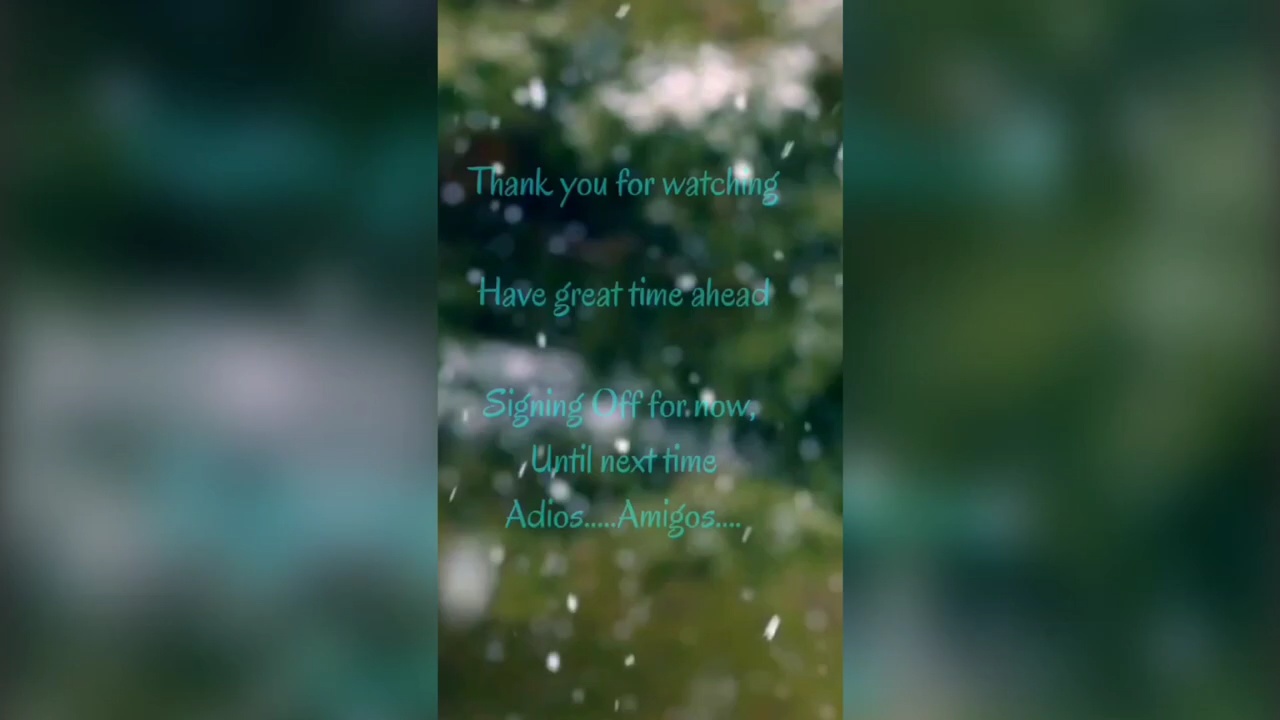 Thank you for watching
Have great time ahead
Signing Off for now,
Until next time
Adios.....Amigos....